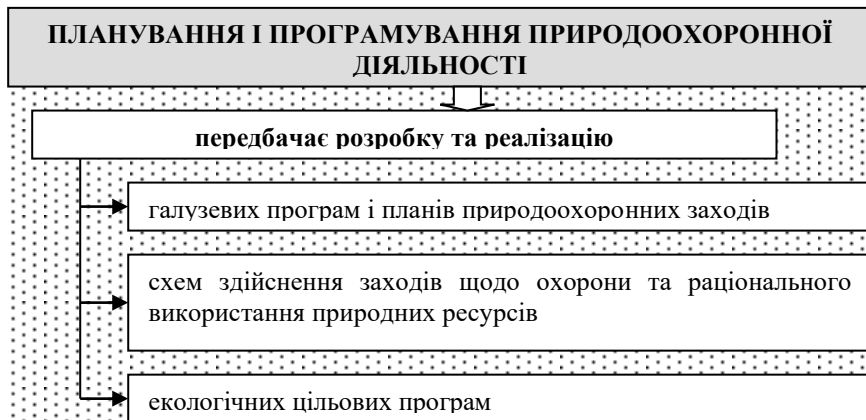 ПЛАНУВАННЯ І ПРОГРАМУВАННЯ ПРИРОДООХОРОННОЇ
ДІЯЛЬНОСТІ
передбачає розробку та реалізацію
галузевих програм і планів природоохоронних заходів
схем здійснення заходів щодо охорони та раціонального
використання природних ресурсів
екологічних цільових програм